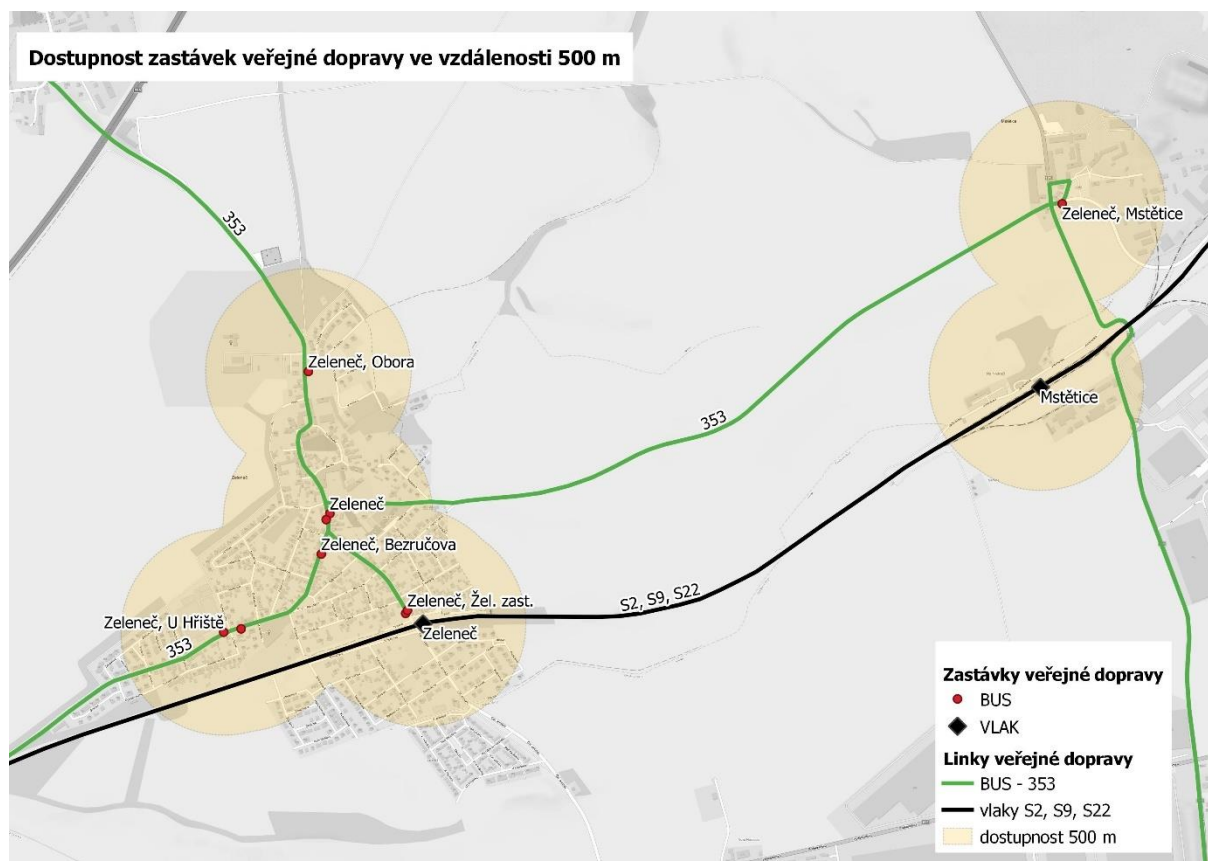 Dostupnost zastávek veřejné dopravy ve vzdálenosti 500 m
353
Zeleneč, Mstětice
Zeleneč, Obora
Mstětice
353
Zeleneč
Zeleneč, Bezručova
Zeleneč, Žel. zast.
S2, S9, S22
Zeleneč, U Hřiště
Zeleneč
353
Zastávky veřejné dopravy
BUS
VLAK
Linky veřejné dopravy
BUS - 353
vlaky S2, S9, S22
dostupnost 500 m